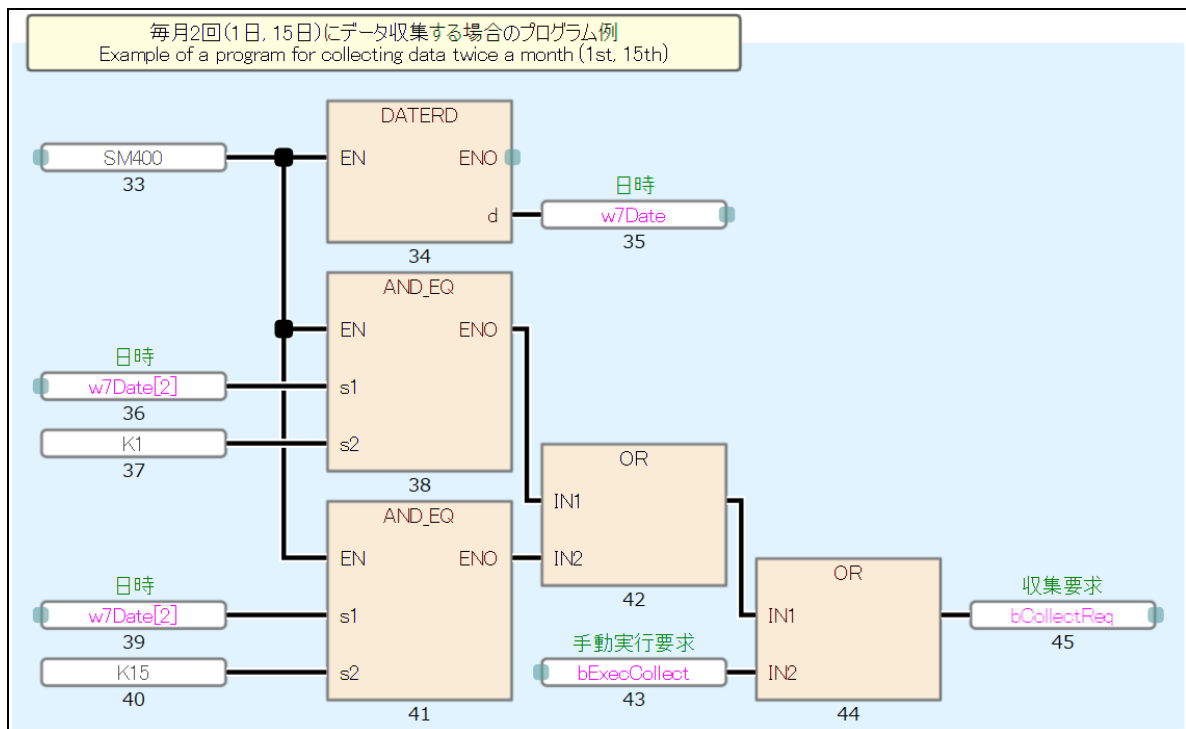 毎月2回(1日, 15日)にデータ収集する場合のプログラム例
Example of a program for collecting data twice a month (1st, 15th)
DATERD
SM400
EN
ENO
33
日時
d
w7Date
34
35
AND_EQ
EN
ENO
日時
w7Date[2]
s1
36
K1
s2
37
38
OR
AND_EQ
IN1
EN
ENO
IN2
日時
42
OR
w7Date[2]
s1
39
IN1
収集要求
bCollectReq
45
手動実行要求
K15
s2
bExecCollect
IN2
40
41
43
44